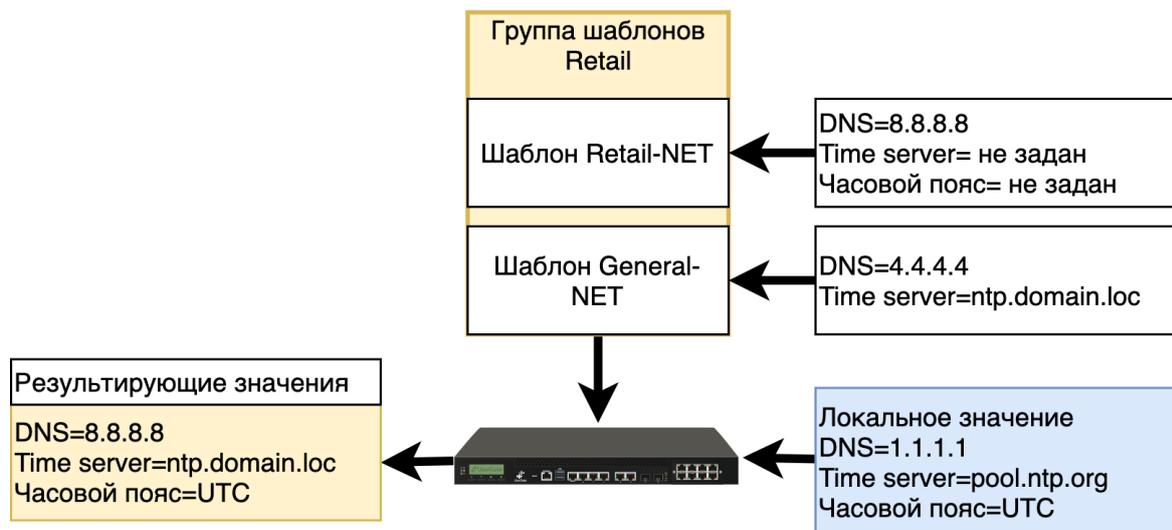 Группа шаблонов
Retail
Шаблон Retail-NET
DNS=8.8.8.8
Time server= не задан
Часовой пояс= не задан
Шаблон General-
NET
DNS=4.4.4.4
Time server=ntp.domain.loc
Результирующие значения
DNS=8.8.8.8
Time server=ntp.domain.loc
Часовой пояс=UTC
Локальное значение
DNS=1.1.1.1
Time server=pool.ntp.org
Часовой пояс=UTC